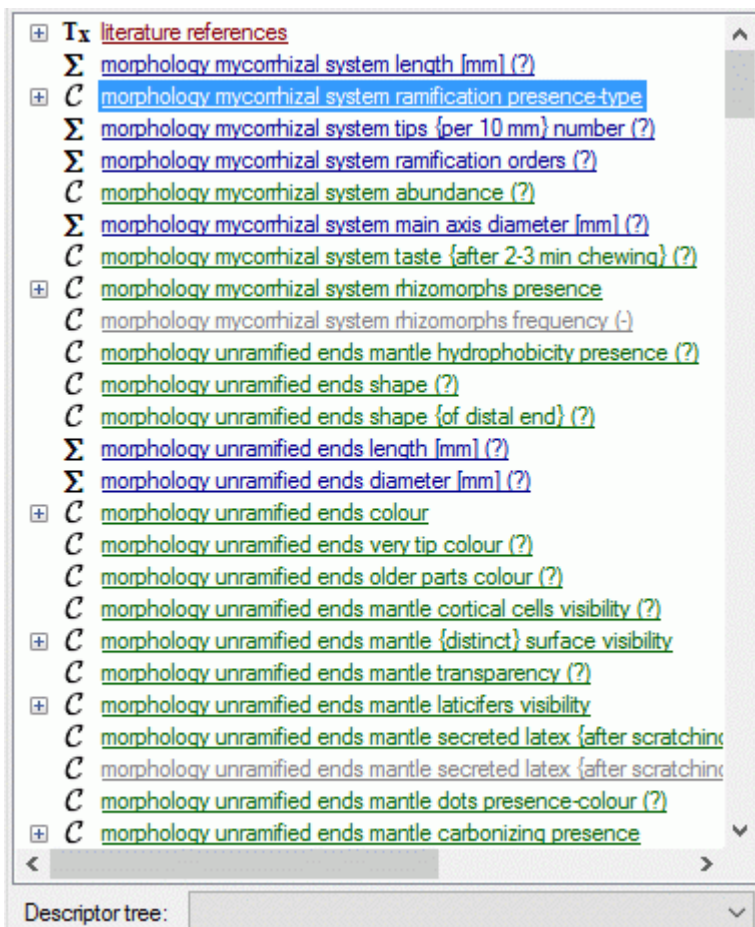 Tx literature references
Σ morphology mycorrhizal system length [mm] (?)
C morphology mycorrhizal system ramification presence-type
Σ morphology mycorrhizal system tips {per 10 mm} number (?)
Σ morphology mycorrhizal system ramification orders (?)
C morphology mycorrhizal system abundance (?)
Σ morphology mycorrhizal system main axis diameter [mm] (?)
C morphology mycorrhizal system taste {after 2-3 min chewing} (?)
C morphology mycorrhizal system rhizomorphs presence
C morphology mycorrhizal system rhizomorphs frequency (-)
C morphology unramified ends mantle hydrophobicity presence (?)
C morphology unramified ends shape (?)
C morphology unramified ends shape {of distal end} (?)
Σ morphology unramified ends length [mm] (?)
Σ morphology unramified ends diameter [mm] (?)
C morphology unramified ends colour
C morphology unramified ends very tip colour (?)
C morphology unramified ends older parts colour (?)
C morphology unramified ends mantle cortical cells visibility (?)
C morphology unramified ends mantle {distinct} surface visibility
C morphology unramified ends mantle transparency (?)
C morphology unramified ends mantle laticifers visibility
C morphology unramified ends mantle secreted latex {after scratching
C morphology unramified ends mantle secreted latex {after scratching
C morphology unramified ends mantle dots presence-colour (?)
C morphology unramified ends mantle carbonizing presence
Descriptor tree: